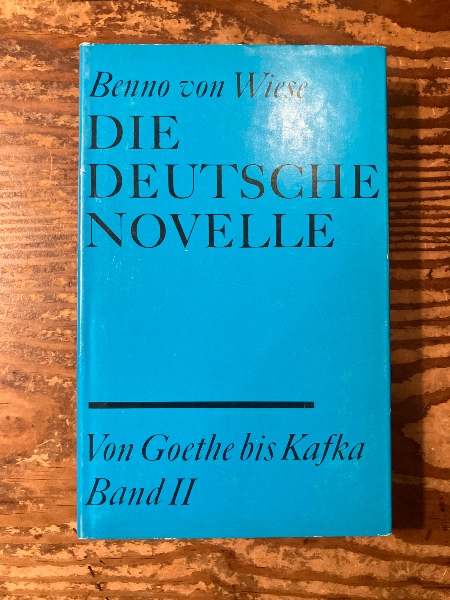 Benno von Wiese
DIE
DEUTSCHE
NOVELLE
Von Goethe bis Kafka
Band II